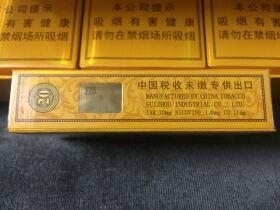 本公司提示
吸烟有害健康
请勿在禁烟场所吸烟
本公司提示
吸烟有害健康
请勿在禁烟场所吸烟
20
中国税收未缴专供出口
MANUFACTURED BY CHINA TOBACCO
GUIZHOU INDUSTRIAL CO., LTD.
TAR:10mg NICOTINE:1.0mg CO:11mg